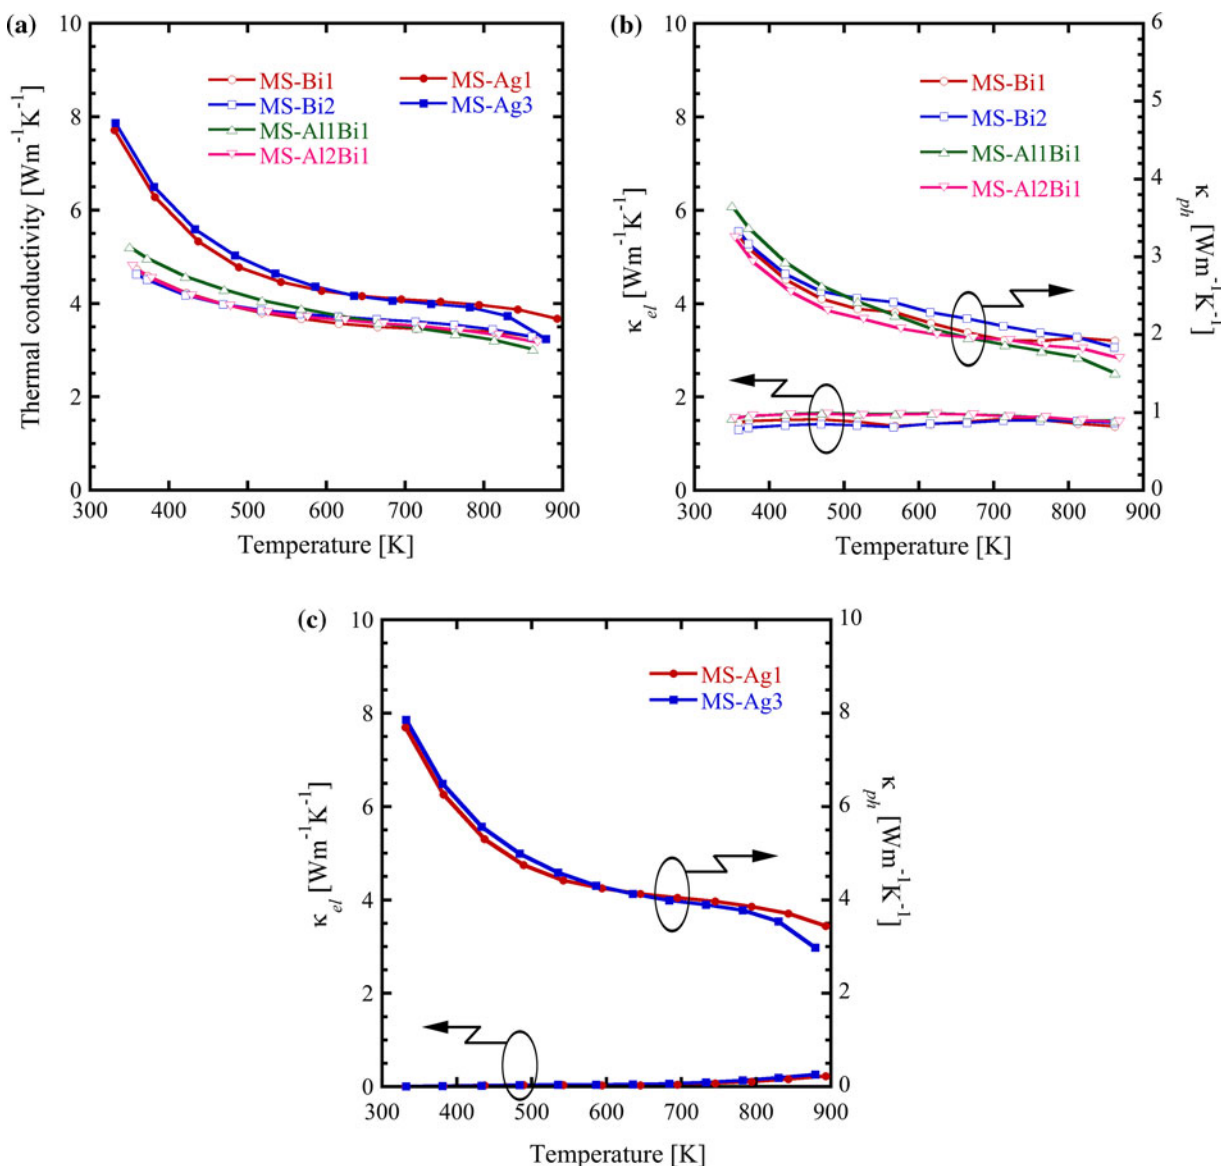 (a)
10
8
6
4
2
0
Thermal conductivity [Wm⁻¹K⁻¹]
MS-Bi1
MS-Bi2
MS-Al1Bi1
MS-Al2Bi1
MS-Ag1
MS-Ag3
300 400 500 600 700 800 900
Temperature [K]
(b)
10
8
6
4
2
0
κ el [Wm⁻¹K⁻¹]
MS-Bi1
MS-Bi2
MS-Al1Bi1
MS-Al2Bi1
6
5
4
3
2
1
0
κ ph [Wm⁻¹K⁻¹]
300 400 500 600 700 800 900
Temperature [K]
(c)
10
8
6
4
2
0
κ el [Wm⁻¹K⁻¹]
MS-Ag1
MS-Ag3
10
8
6
4
2
0
κ ph [Wm⁻¹K⁻¹]
300 400 500 600 700 800 900
Temperature [K]